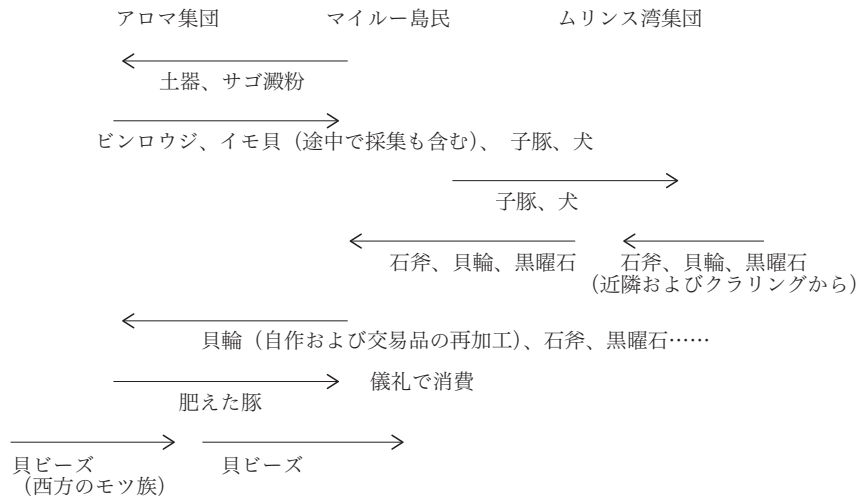 アロマ集団 マイルー島民 ムリンス湾集団
土器、サゴ澱粉
ビンロウジ、イモ貝（途中で採集も含む）、 子豚、犬
子豚、犬
石斧、貝輪、黒曜石 石斧、貝輪、黒曜石
（近隣およびクラリングから）
貝輪（自作および交易品の再加工）、石斧、黒曜石……
儀礼で消費
肥えた豚
貝ビーズ 貝ビーズ
（西方のモツ族）